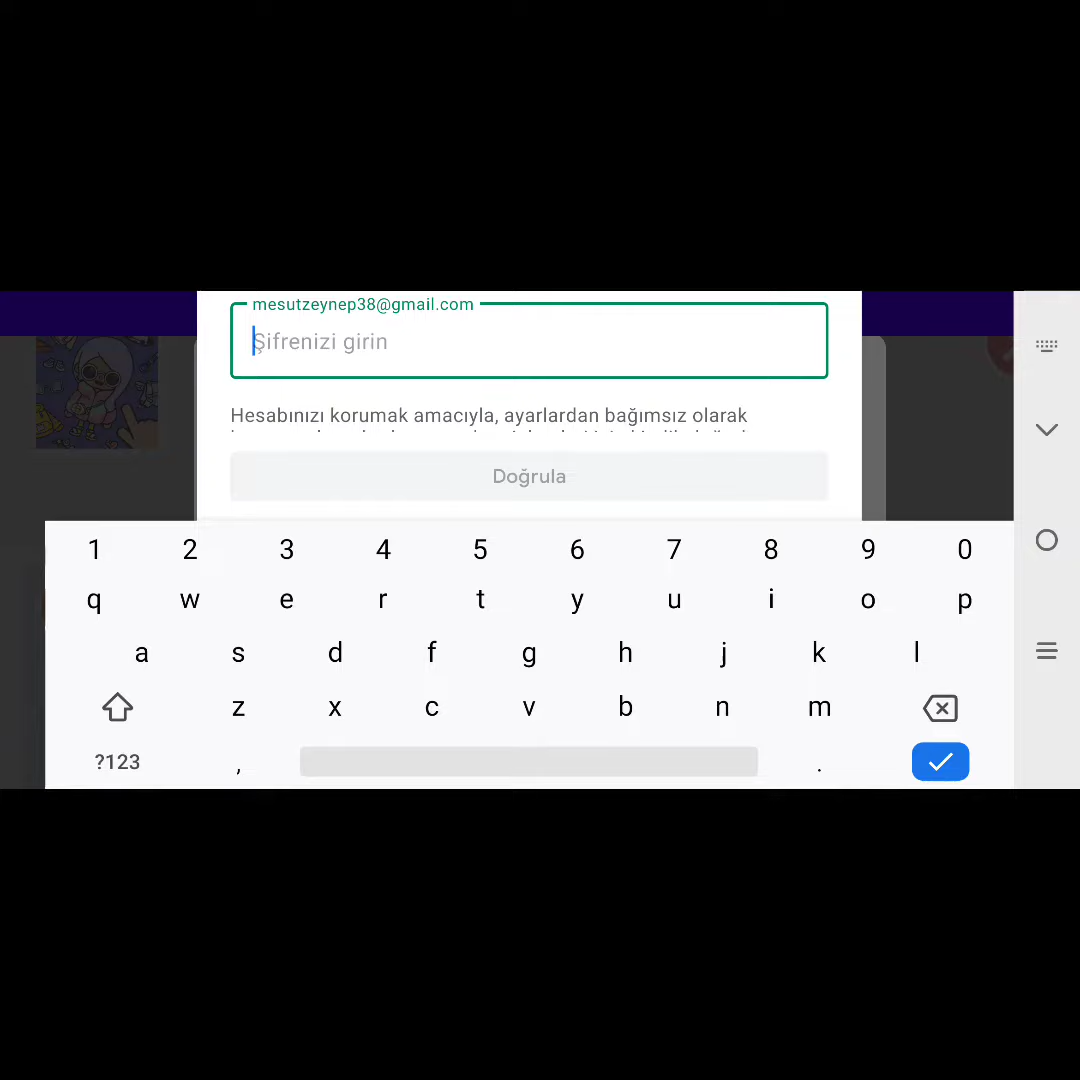 mesutzeynep38@gmail.com
Şifrenizi girin
Hesabınızı korumak amacıyla, ayarlardan bağımsız olarak
Doğrula
1 2 3 4 5 6 7 8 9 0
q w e r t y u i o p
a s d f g h j k l
z x c v b n m
?123 , .